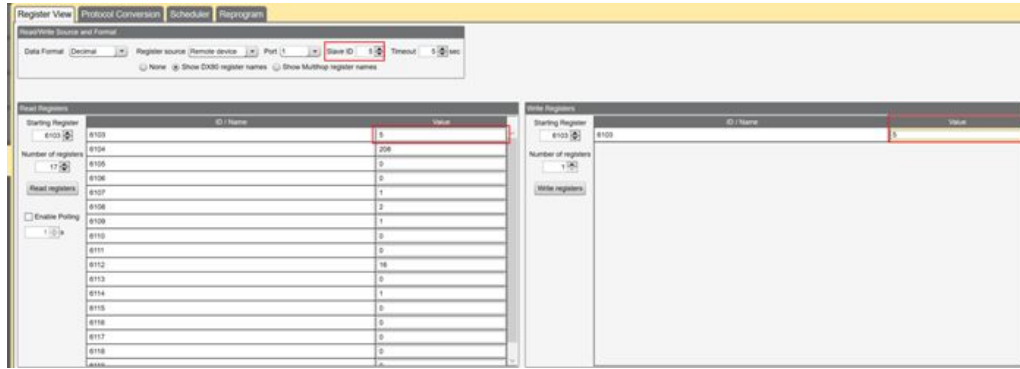 Register View Protocol Conversion Scheduler Reprogram
Read/Write Source and Format
Data Format Decimal Register source Remote device Port 1 Slave ID 5 Timeout 5 sec
None Show DX80 register names Show Multihop register names
Read Registers
Starting Register ID / Name Value
6103 6103 5
6104 206
Number of registers 6105 0
17 6106 0
Read registers 6107 1
6108 2
Enable Polling 6109 1
1 6110 0
6111 0
6112 16
6113 0
6114 1
6115 0
6116 0
6117 0
6118 0
Write Registers
Starting Register ID / Name Value
6103 6103 5
Number of registers
1
Write registers